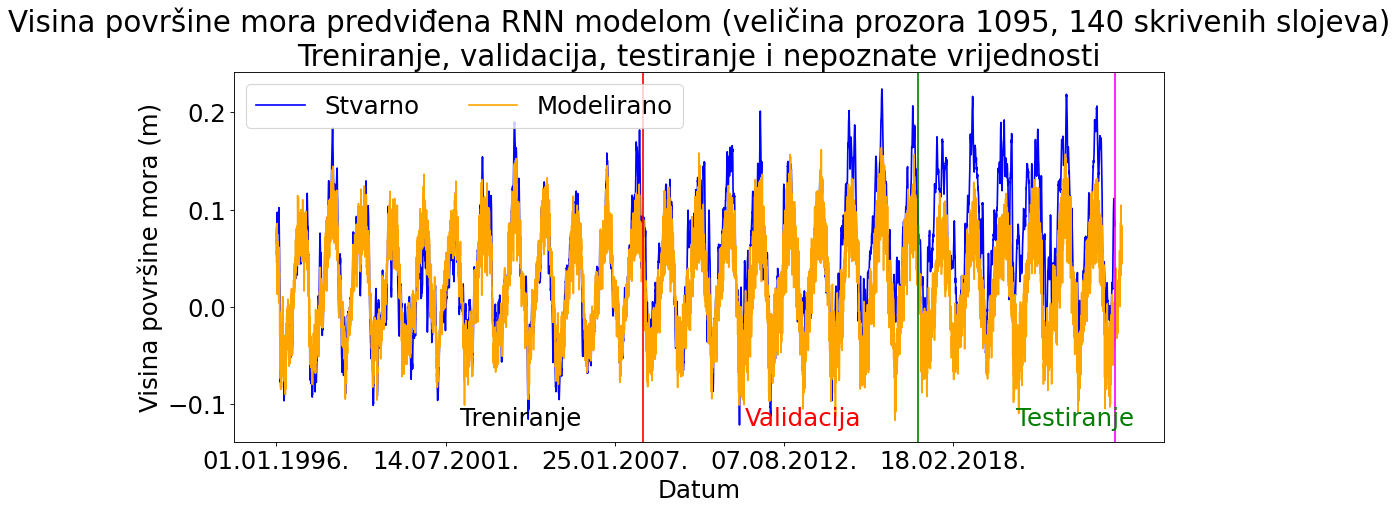 Visina površine mora predviđena RNN modelom (veličina prozora 1095, 140 skrivenih slojeva)
Treniranje, validacija, testiranje i nepoznate vrijednosti
Stvarno Modelirano
Visina površine mora (m)
0.2
0.1
0.0
−0.1
Treniranje Validacija Testiranje
01.01.1996. 14.07.2001. 25.01.2007. 07.08.2012. 18.02.2018.
Datum